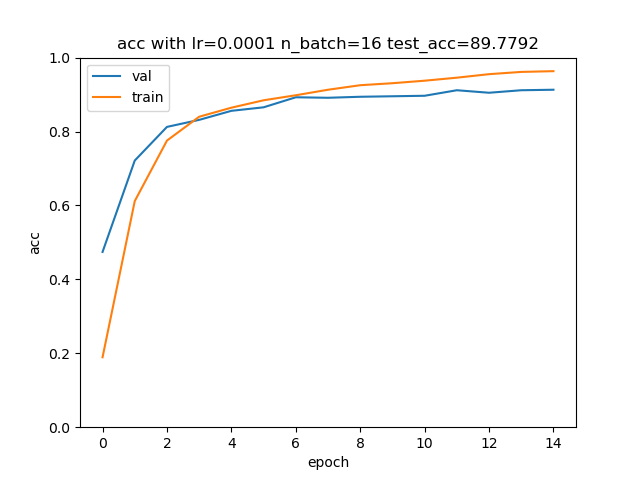 acc with lr=0.0001 n_batch=16 test_acc=89.7792
1.0
0.8
0.6
0.4
0.2
0.0
acc
val
train
0 2 4 6 8 10 12 14
epoch